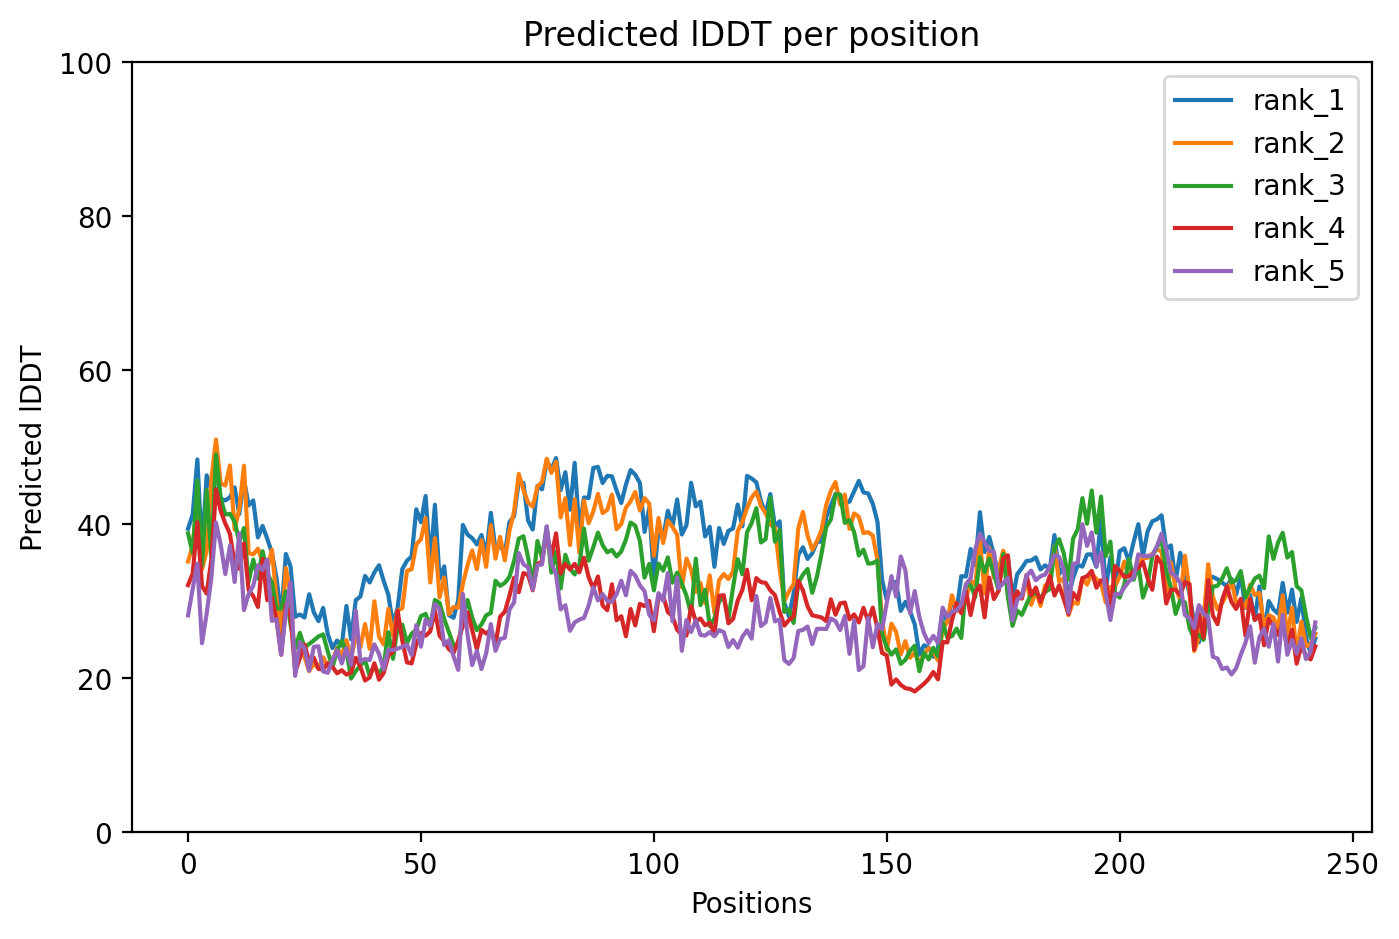 Predicted lDDT per position
100
80
60
40
20
0
Predicted lDDT
0 50 100 150 200 250
Positions
rank_1
rank_2
rank_3
rank_4
rank_5